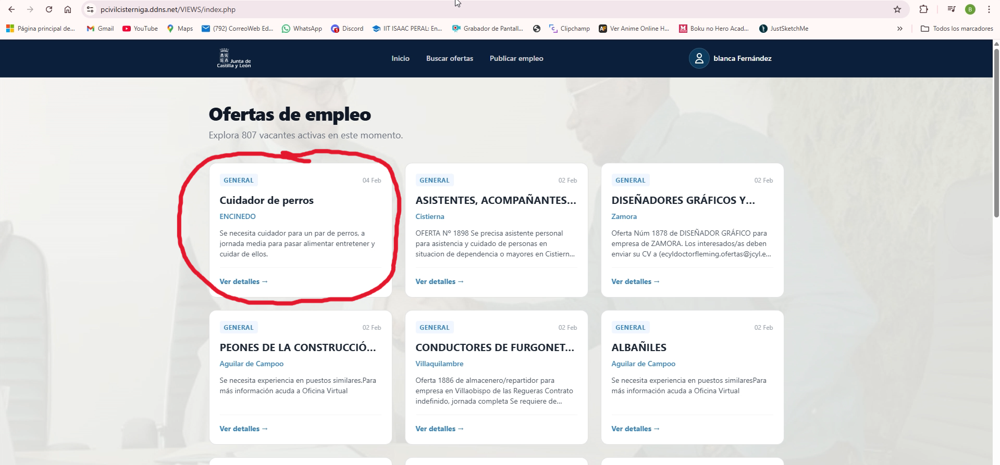 pcivilcisterniga.ddns.net/VIEWS/index.php
B
Página principal de...
Gmail
YouTube
Maps
(792) CorreoWeb Ed...
WhatsApp
Discord
IIT ISAAC PERAL: En...
Grabador de Pantall...
Clipchamp
AF
Ver Anime Online H...
M
Boku no Hero Acad...
JustSketchMe
»
Todos los marcadores
Junta de
Castilla y León
Inicio
Buscar ofertas
Publicar empleo
blanca Fernández
Ofertas de empleo
Explora 807 vacantes activas en este momento.
GENERAL
04 Feb
Cuidador de perros
ENCINEDO
Se necesita cuidador para un par de perros, a
jornada media para pasar alimentar entretener y
cuidar de ellos.
Ver detalles →
GENERAL
02 Feb
ASISTENTES, ACOMPAÑANTES...
Cistierna
OFERTA Nº 1898 Se precisa asistente personal
para asistencia y cuidado de personas en
situacion de dependencia o mayores en Cistiern...
Ver detalles →
GENERAL
02 Feb
DISEÑADORES GRÁFICOS Y...
Zamora
Oferta Núm 1878 de DISEÑADOR GRÁFICO para
empresa de ZAMORA. Los interesados/as deben
enviar su CV a (ecyldoctorfleming.ofertas@jcyl.e...
Ver detalles →
GENERAL
02 Feb
PEONES DE LA CONSTRUCCIÓ...
Aguilar de Campoo
Se necesita experiencia en puestos similares.Para
más información acuda a Oficina Virtual
Ver detalles →
GENERAL
02 Feb
CONDUCTORES DE FURGONET...
Villaquilambre
Oferta 1886 de almacenero/repartidor para
empresa en Villaobispo de las Regueras Contrato
indefinido, jornada completa Se requiere de...
Ver detalles →
GENERAL
02 Feb
ALBAÑILES
Aguilar de Campoo
Se necesita experiencia en puestos similaresPara
más información acuda a Oficina Virtual
Ver detalles →